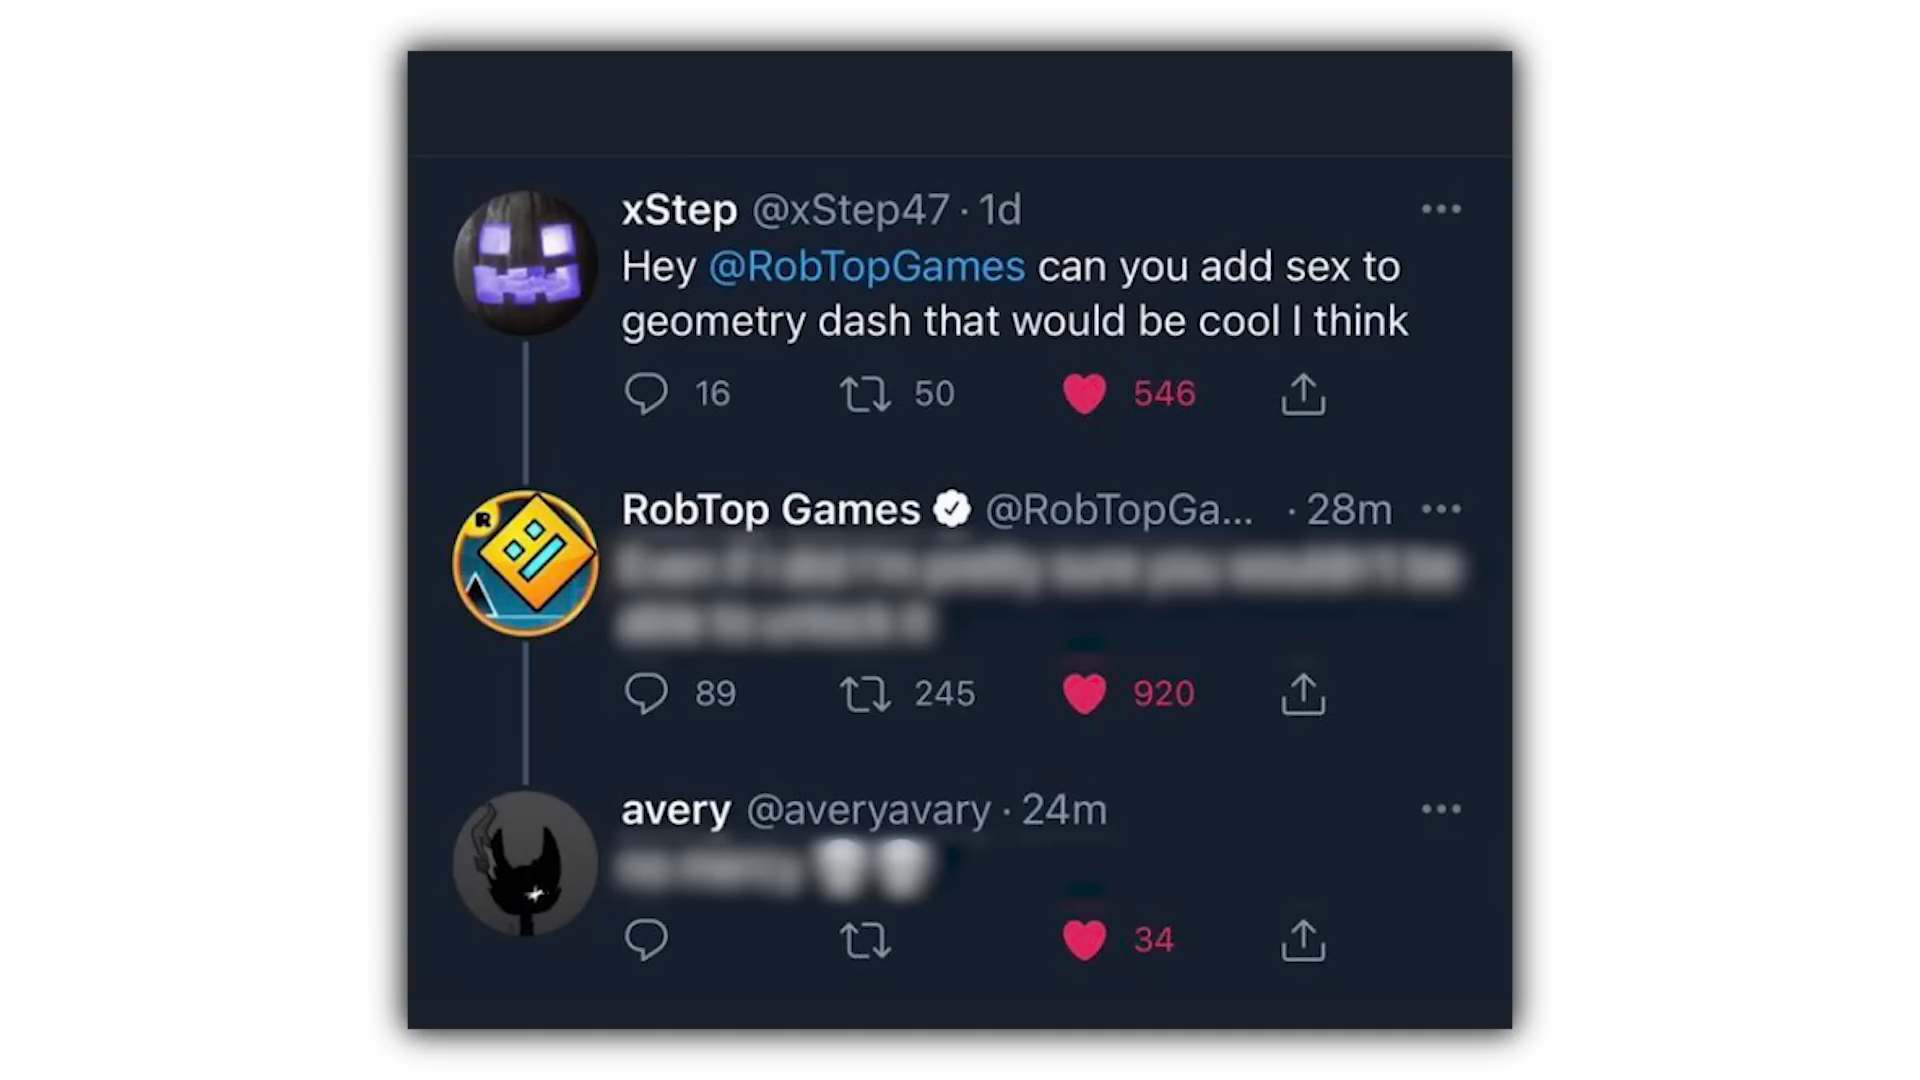 xStep @xStep47 · 1d
Hey @RobTopGames can you add sex to
geometry dash that would be cool I think
16 50 546
RobTop Games @RobTopGa... · 28m
89 245 920
avery @averyavary · 24m
34